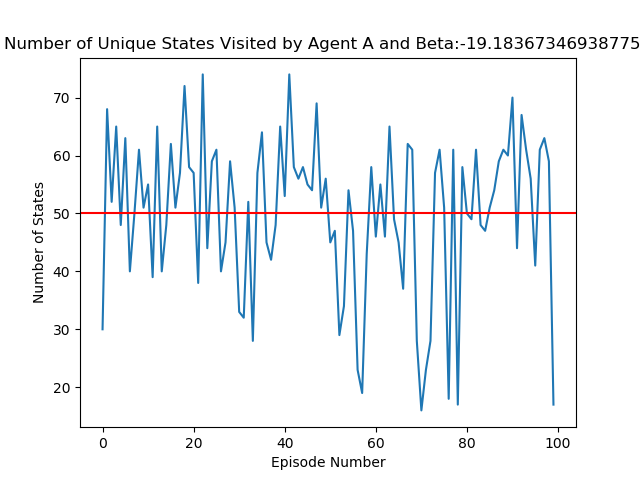 Number of Unique States Visited by Agent A and Beta:-19.18367346938775
70
60
50
40
30
20
Number of States
0 20 40 60 80 100
Episode Number